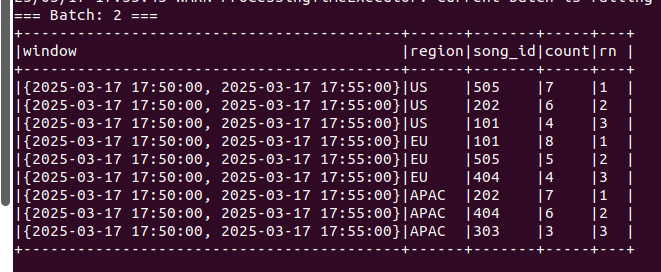 === Batch: 2 ===
+------------------------------------------+------+-------+-----+---+
|window                                    |region|song_id|count|rn |
+------------------------------------------+------+-------+-----+---+
|{2025-03-17 17:50:00, 2025-03-17 17:55:00}|US    |505    |7    |1  |
|{2025-03-17 17:50:00, 2025-03-17 17:55:00}|US    |202    |6    |2  |
|{2025-03-17 17:50:00, 2025-03-17 17:55:00}|US    |101    |4    |3  |
|{2025-03-17 17:50:00, 2025-03-17 17:55:00}|EU    |101    |8    |1  |
|{2025-03-17 17:50:00, 2025-03-17 17:55:00}|EU    |505    |5    |2  |
|{2025-03-17 17:50:00, 2025-03-17 17:55:00}|EU    |404    |4    |3  |
|{2025-03-17 17:50:00, 2025-03-17 17:55:00}|APAC  |202    |7    |1  |
|{2025-03-17 17:50:00, 2025-03-17 17:55:00}|APAC  |404    |6    |2  |
|{2025-03-17 17:50:00, 2025-03-17 17:55:00}|APAC  |303    |3    |3  |
+------------------------------------------+------+-------+-----+---+